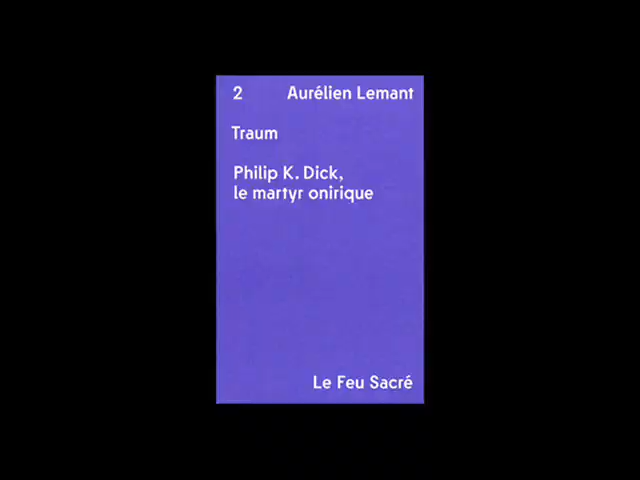 2 Aurélien Lemant
Traum
Philip K. Dick,
le martyr onirique
Le Feu Sacré